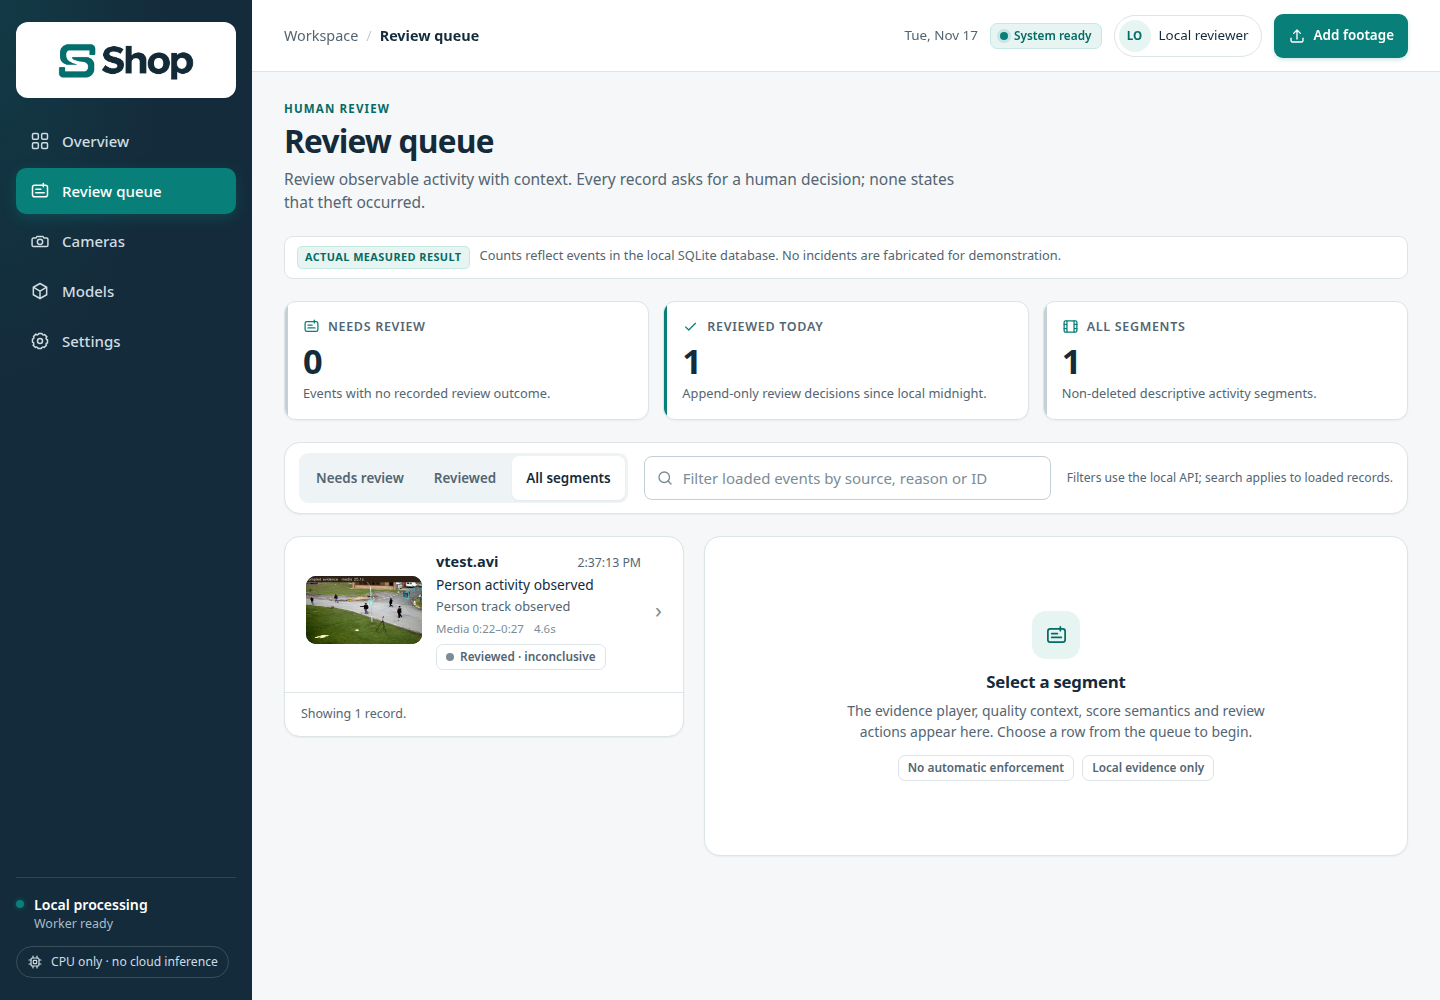 Shop
Overview
Review queue
Cameras
Models
Settings
Local processing
Worker ready
CPU only · no cloud inference
Workspace / Review queue
Tue, Nov 17
System ready
LO
Local reviewer
Add footage
HUMAN REVIEW
Review queue
Review observable activity with context. Every record asks for a human decision; none states
that theft occurred.
ACTUAL MEASURED RESULT
Counts reflect events in the local SQLite database. No incidents are fabricated for demonstration.
NEEDS REVIEW
0
Events with no recorded review outcome.
REVIEWED TODAY
1
Append-only review decisions since local midnight.
ALL SEGMENTS
1
Non-deleted descriptive activity segments.
Needs review
Reviewed
All segments
Filter loaded events by source, reason or ID
Filters use the local API; search applies to loaded records.
vtest.avi
2:37:13 PM
Person activity observed
Person track observed
Media 0:22–0:27 4.6s
Reviewed · inconclusive
Showing 1 record.
Select a segment
The evidence player, quality context, score semantics and review
actions appear here. Choose a row from the queue to begin.
No automatic enforcement
Local evidence only